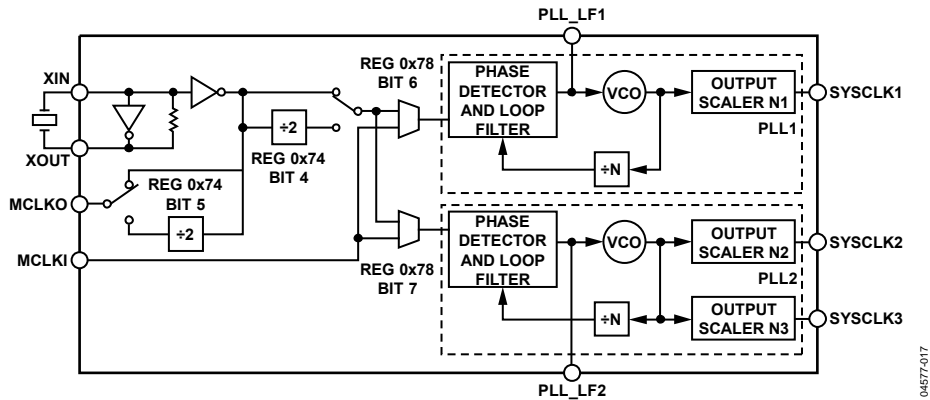 PLL_LF1
XIN
XOUT
MCLKO
MCLKI
REG 0x74
BIT 5
÷2
÷2
REG 0x74
BIT 4
REG 0x78
BIT 6
REG 0x78
BIT 7
PHASE
DETECTOR
AND LOOP
FILTER
VCO
OUTPUT
SCALER N1
PLL1
÷N
SYSCLK1
PHASE
DETECTOR
AND LOOP
FILTER
VCO
OUTPUT
SCALER N2
PLL2
÷N
OUTPUT
SCALER N3
SYSCLK2
SYSCLK3
PLL_LF2
04577-017